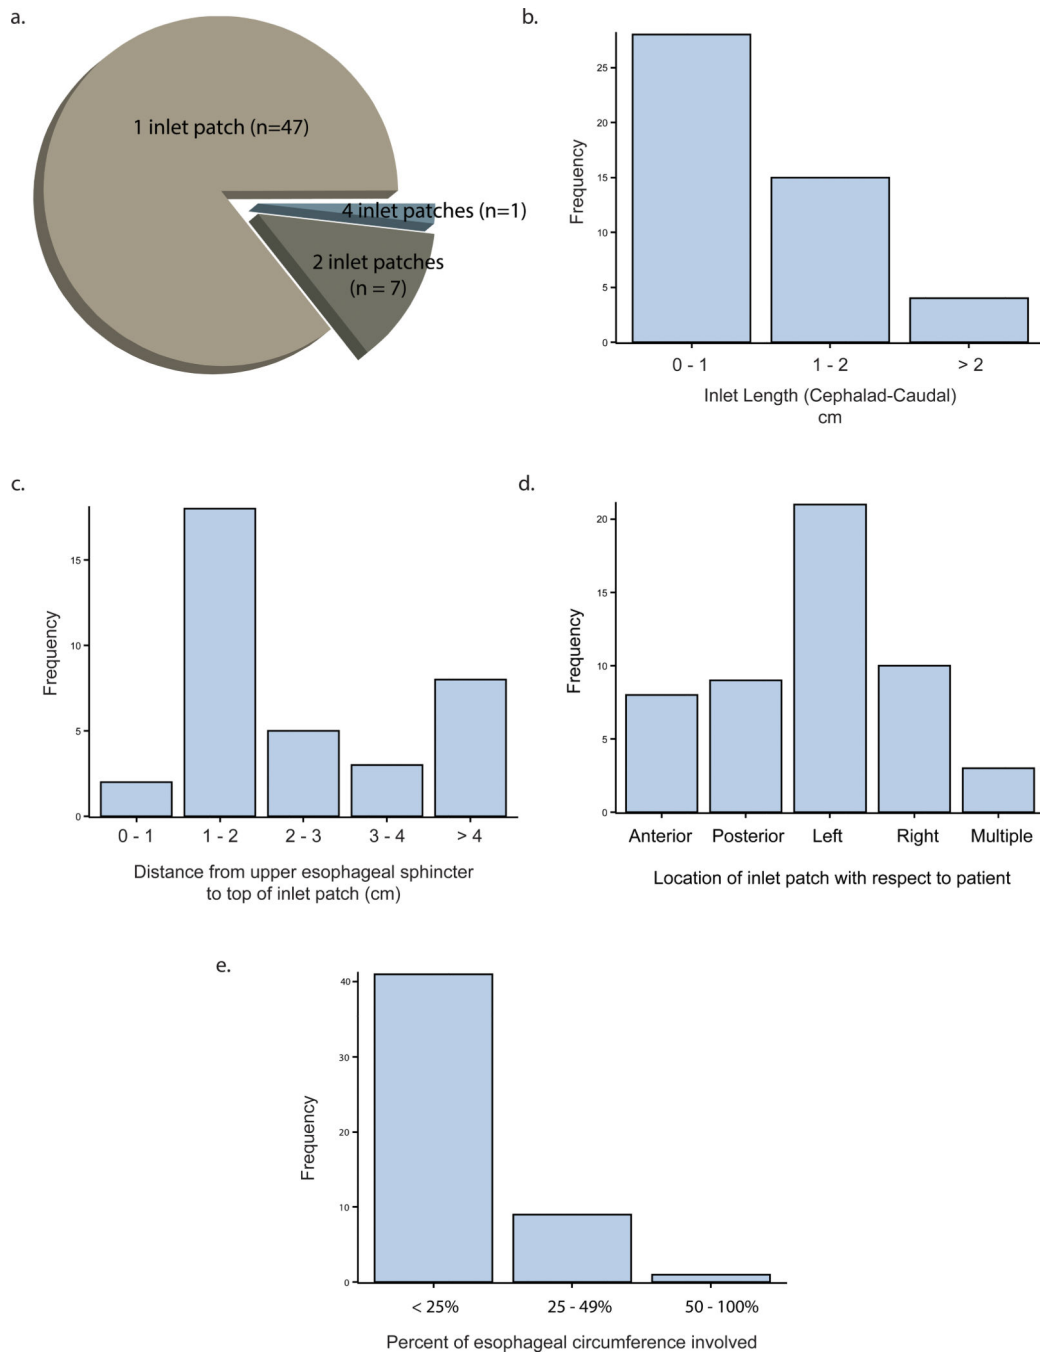 a.
1 inlet patch (n=47)
4 inlet patches (n=1)
2 inlet patches
(n = 7)
b.
Frequency
25
20
15
10
5
0
0 - 1 1 - 2 > 2
Inlet Length (Cephalad-Caudal)
cm
c.
Frequency
15
10
5
0
0 - 1 1 - 2 2 - 3 3 - 4 > 4
Distance from upper esophageal sphincter
to top of inlet patch (cm)
d.
Frequency
20
15
10
5
0
Anterior Posterior Left Right Multiple
Location of inlet patch with respect to patient
e.
Frequency
40
30
20
10
0
< 25% 25 - 49% 50 - 100%
Percent of esophageal circumference involved